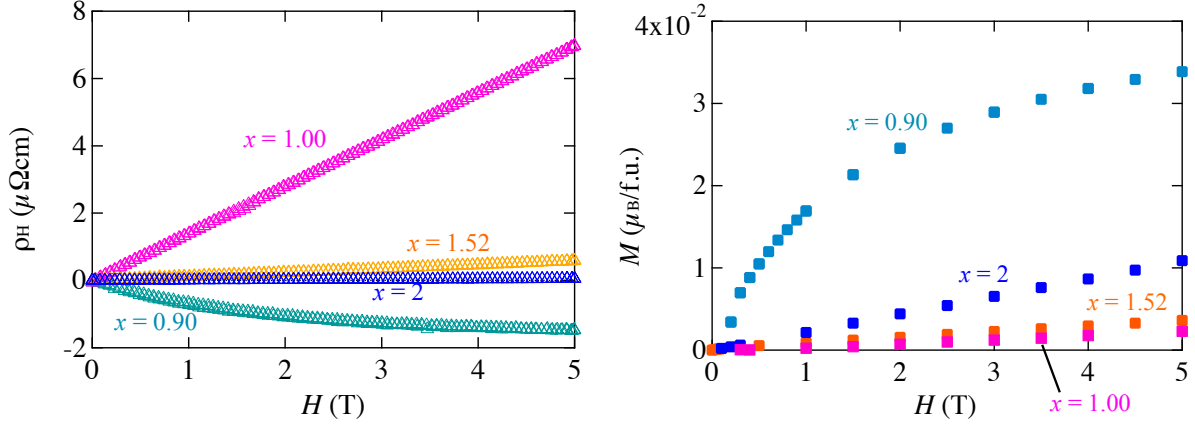 8
6
4
2
0
-2
ρH (μ Ωcm)
x = 1.00
x = 1.52
x = 2
x = 0.90
0
1
2
3
4
5
H (T)
4x10-2
3
2
1
0
M (μB/f.u.)
x = 0.90
x = 2
x = 1.52
x = 1.00
0
1
2
3
4
5
H (T)